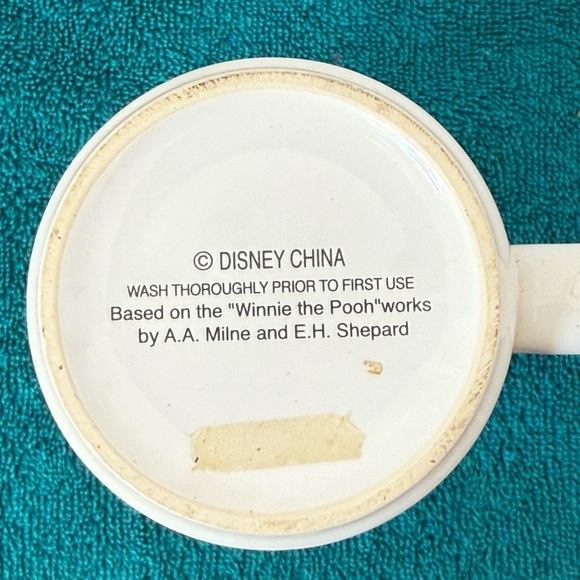 © DISNEY CHINA
WASH THOROUGHLY PRIOR TO FIRST USE
Based on the "Winnie the Pooh"works
by A.A. Milne and E.H. Shepard